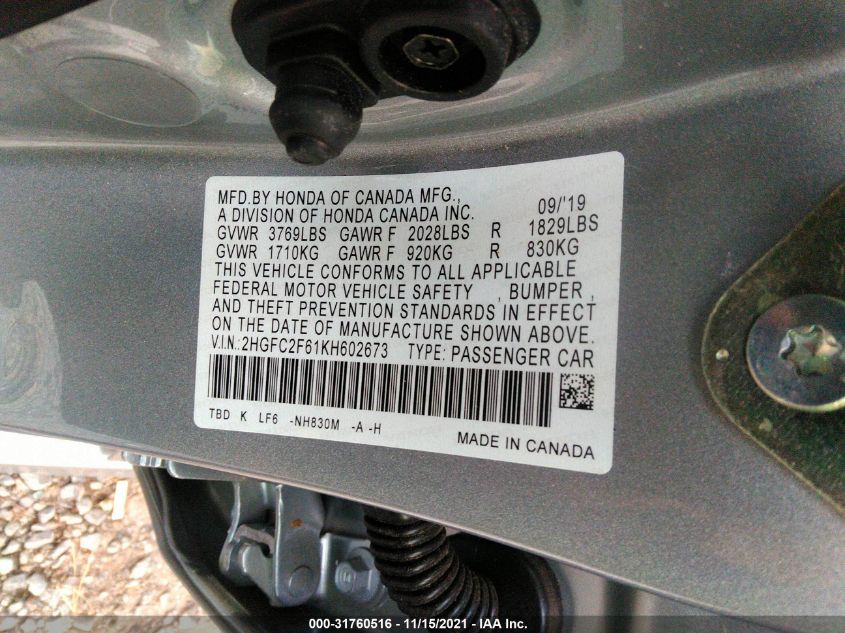 MFD.BY HONDA OF CANADA MFG., 09/'19
A DIVISION OF HONDA CANADA INC.
GVWR 3769LBS GAWR F 2028LBS R 1829LBS
GVWR 1710KG GAWR F 920KG R 830KG
THIS VEHICLE CONFORMS TO ALL APPLICABLE
FEDERAL MOTOR VEHICLE SAFETY , BUMPER ,
AND THEFT PREVENTION STANDARDS IN EFFECT
ON THE DATE OF MANUFACTURE SHOWN ABOVE.
V.I.N.:2HGFC2F61KH602673 TYPE: PASSENGER CAR
TBD K LF6 -NH830M -A -H
MADE IN CANADA
000-31760516 - 11/15/2021 - IAA Inc.